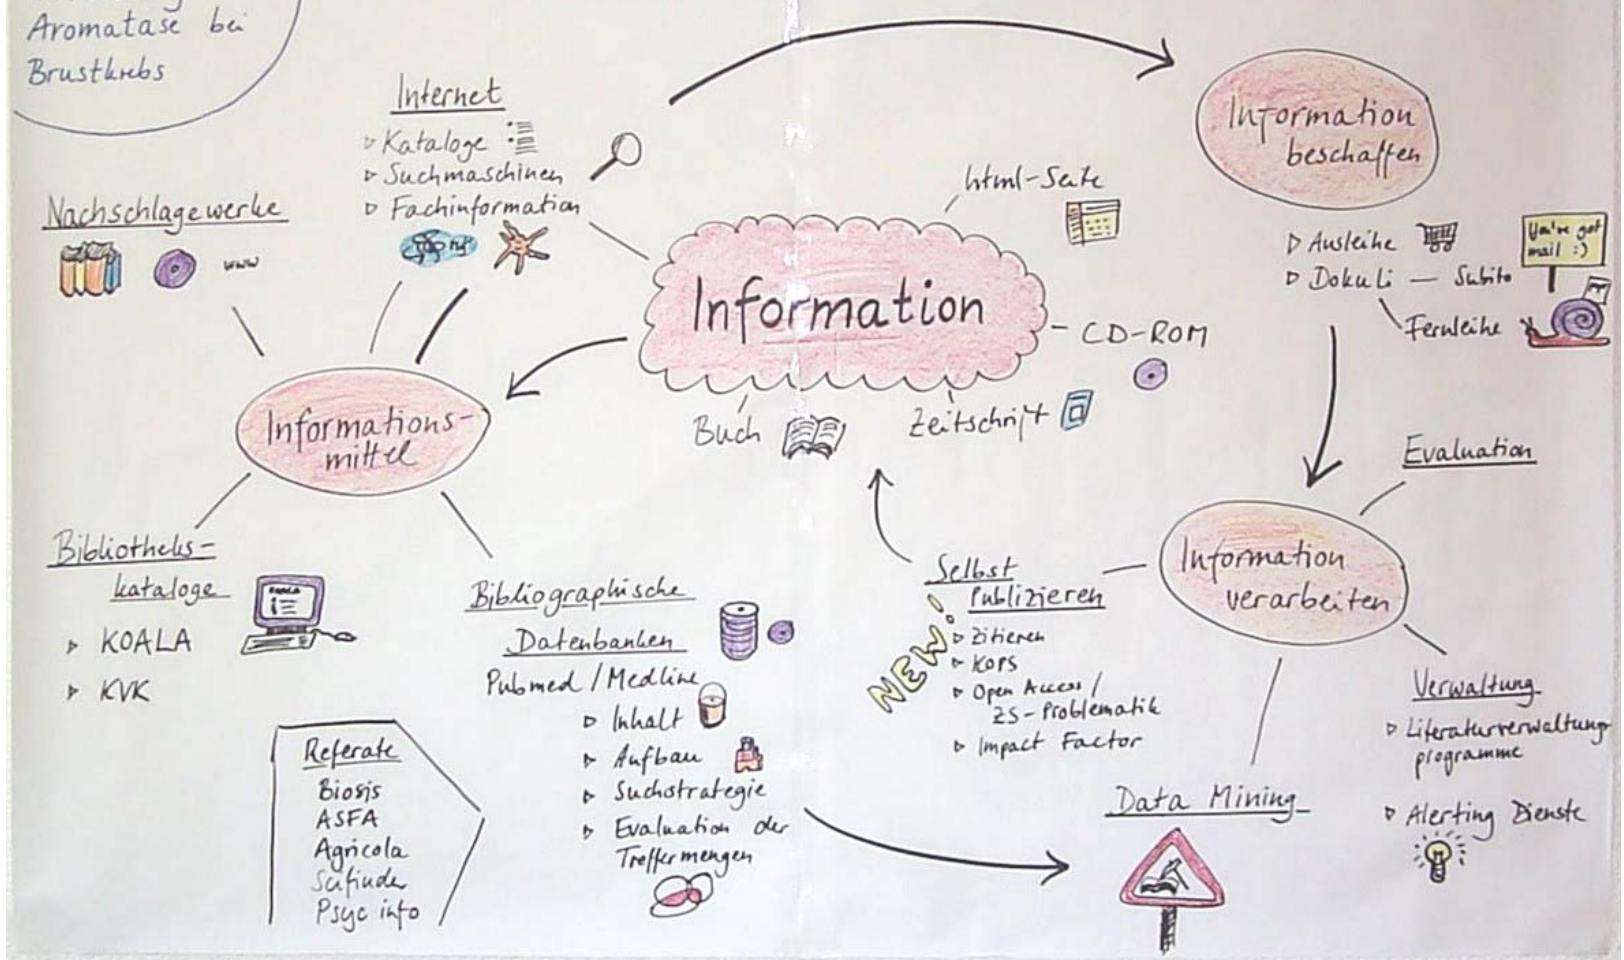 Aromatase bei
Brustkrebs
Internet
Kataloge
Suchmaschinen
Fachinformation
Nachschlagewerke
www
Information
html-Seite
CD-ROM
Zeitschrift
Buch
Information
beschaffen
Ausleihe
Dokuli — Subito
Fernleihe
You've got
mail :)
Informations-
mittel
Bibliotheks-
kataloge
KOALA
KVK
Bibliographische
Datenbanken
Pubmed / Medline
Inhalt
Aufbau
Suchstrategie
Evaluation der
Treffermengen
Referate
Biosis
ASFA
Agricola
Scifinder
Psyc info
Evaluation
Information
verarbeiten
Selbst
Publizieren
NEW!
Zitieren
KOPS
Open Access /
ZS-Problematik
Impact Factor
Data Mining
Verwaltung
Literaturverwaltungs
programme
Alerting Dienste